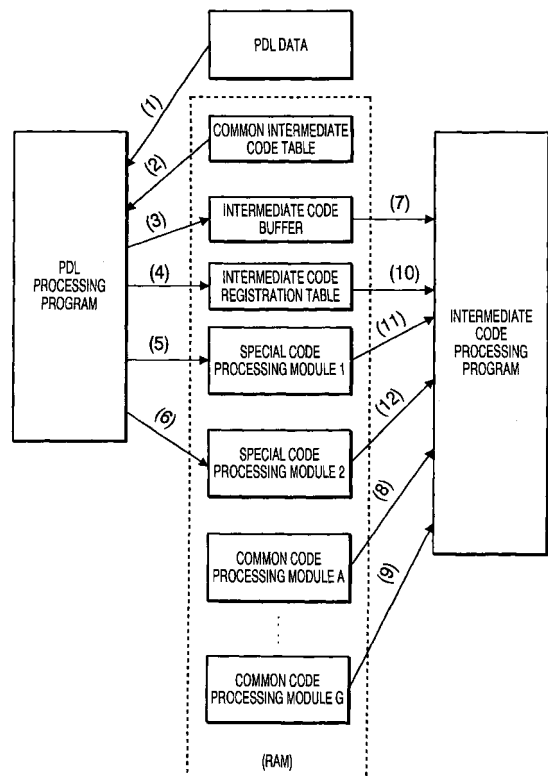 PDL DATA
(1)
COMMON INTERMEDIATE
CODE TABLE
(2)
(3)
INTERMEDIATE CODE
BUFFER
(7)
PDL
PROCESSING
PROGRAM
(4)
INTERMEDIATE CODE
REGISTRATION TABLE
(10)
INTERMEDIATE
CODE
PROCESSING
PROGRAM
(5)
SPECIAL CODE
PROCESSING MODULE 1
(11)
(6)
SPECIAL CODE
PROCESSING MODULE 2
(12)
COMMON CODE
PROCESSING MODULE A
(8)
COMMON CODE
PROCESSING MODULE G
(9)
(RAM)